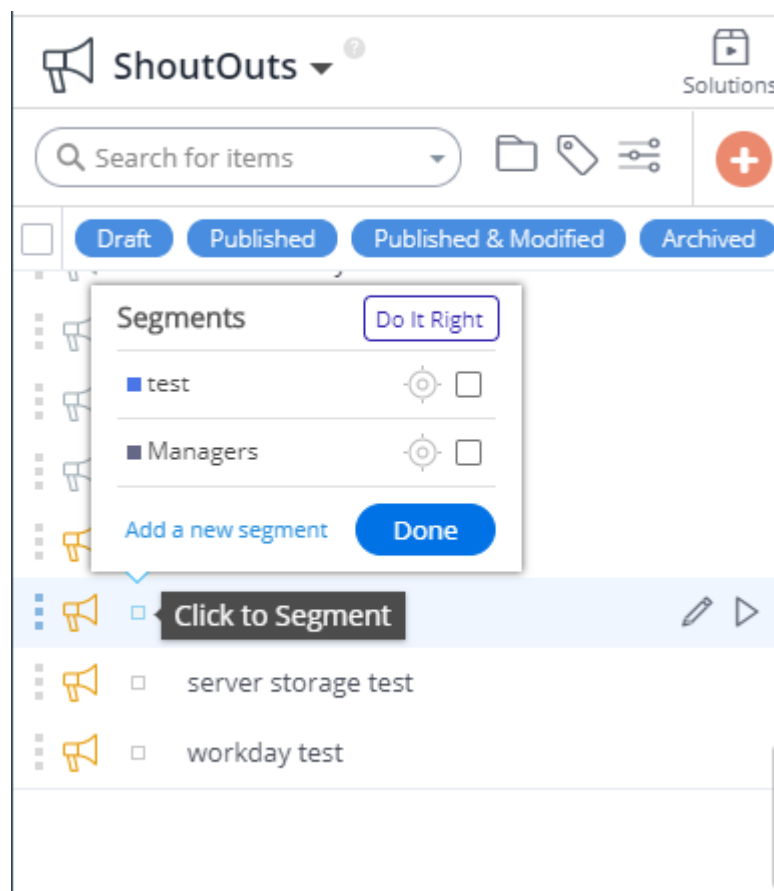 ShoutOuts
Solutions
Search for items
Draft Published Published & Modified Archived
Segments Do It Right
test
Managers
Add a new segment Done
Click to Segment
server storage test
workday test